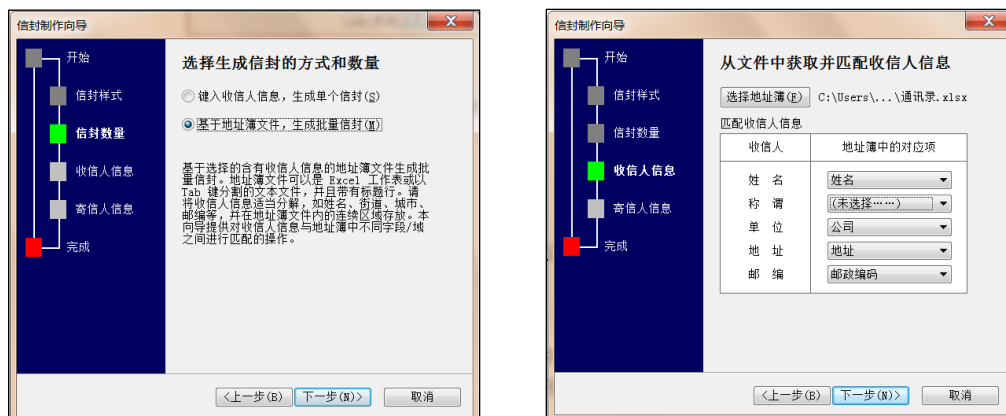 信封制作向导
开始
信封样式
信封数量
收信人信息
寄信人信息
完成
选择生成信封的方式和数量
键入收信人信息，生成单个信封(S)
基于地址簿文件，生成批量信封(M)
基于选择的含有收信人信息的地址簿文件生成批
量信封。地址簿文件可以是 Excel 工作表或以
Tab 键分割的文本文件，并且带有标题行。请
将收信人信息适当分解，如姓名、街道、城市、
邮编等，并在地址簿文件内的连续区域存放。本
向导提供对收信人信息与地址簿中不同字段/域
之间进行匹配的操作。
<上一步(B) 下一步(N)> 取消
信封制作向导
开始
信封样式
信封数量
收信人信息
寄信人信息
完成
从文件中获取并匹配收信人信息
选择地址簿(F) C:\Users\...\通讯录.xlsx
匹配收信人信息
收信人 地址簿中的对应项
姓 名 姓名
称 谓 (未选择……)
单 位 公司
地 址 地址
邮 编 邮政编码
<上一步(B) 下一步(N)> 取消